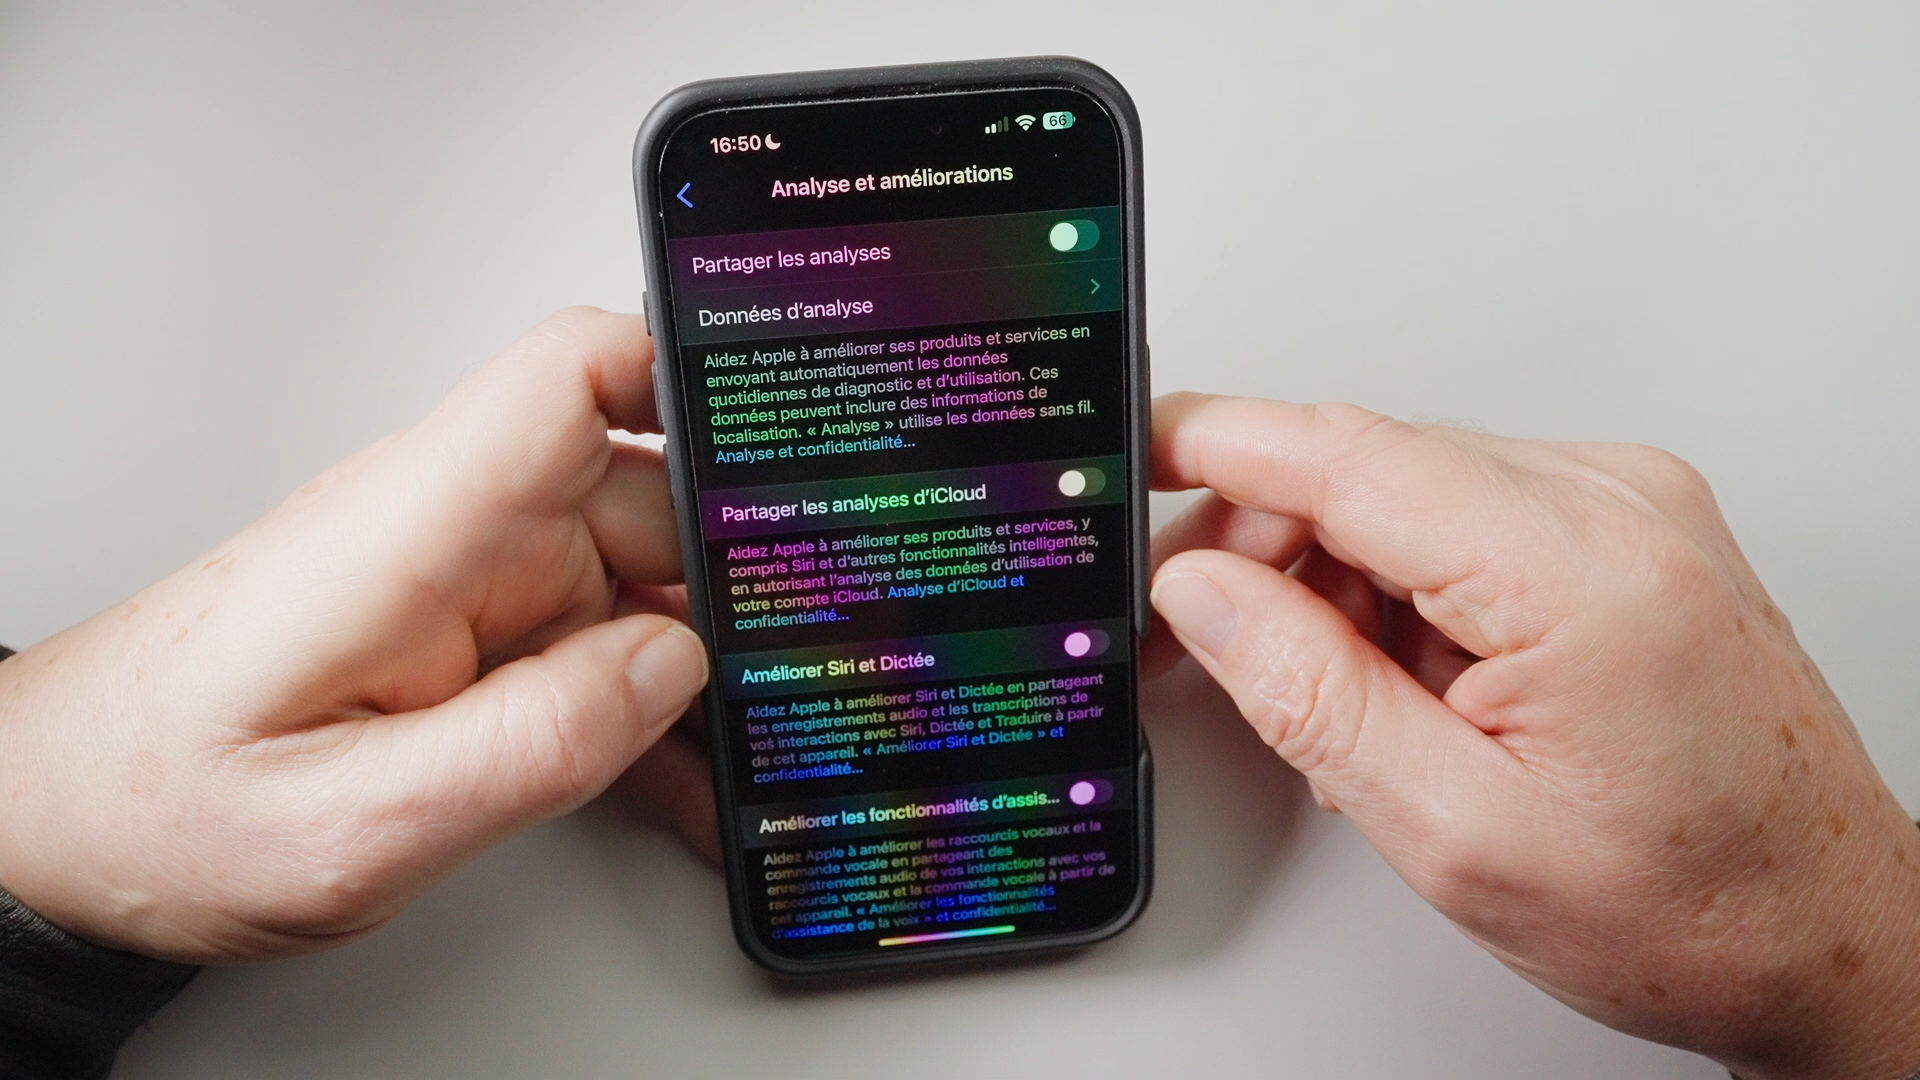 16:50
66
Analyse et améliorations
Partager les analyses
Données d'analyse
Aidez Apple à améliorer ses produits et services en
envoyant automatiquement les données
quotidiennes de diagnostic et d'utilisation. Ces
données peuvent inclure des informations de
localisation. « Analyse » utilise les données sans fil.
Analyse et confidentialité...
Partager les analyses d'iCloud
Aidez Apple à améliorer ses produits et services, y
compris Siri et d'autres fonctionnalités intelligentes,
en autorisant l'analyse des données d'utilisation de
votre compte iCloud. Analyse d'iCloud et
confidentialité...
Améliorer Siri et Dictée
Aidez Apple à améliorer Siri et Dictée en partageant
les enregistrements audio et les transcriptions de
vos interactions avec Siri, Dictée et Traduire à partir
de cet appareil. « Améliorer Siri et Dictée » et
confidentialité...
Améliorer les fonctionnalités d'assis...
Aidez Apple à améliorer les raccourcis vocaux et la
commande vocale en partageant des
enregistrements audio de vos interactions avec vos
raccourcis vocaux et la commande vocale à partir de
cet appareil. « Améliorer les fonctionnalités
d'assistance de la voix » et confidentialité...